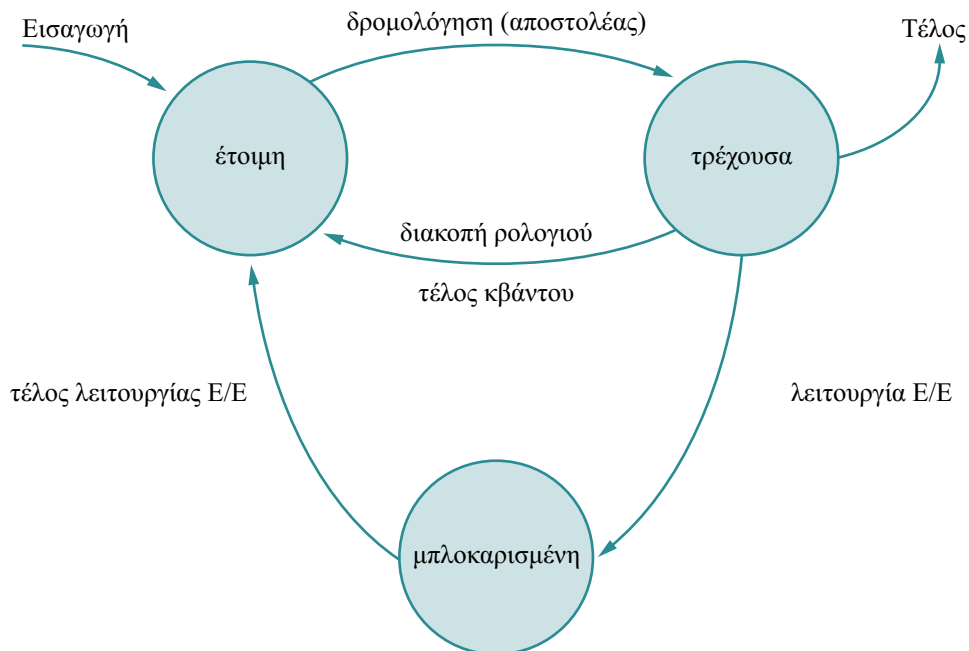 Εισαγωγή
δρομολόγηση (αποστολέας)
Τέλος
έτοιμη
τρέχουσα
διακοπή ρολογιού
τέλος κβάντου
τέλος λειτουργίας Ε/Ε
λειτουργία Ε/Ε
μπλοκαρισμένη